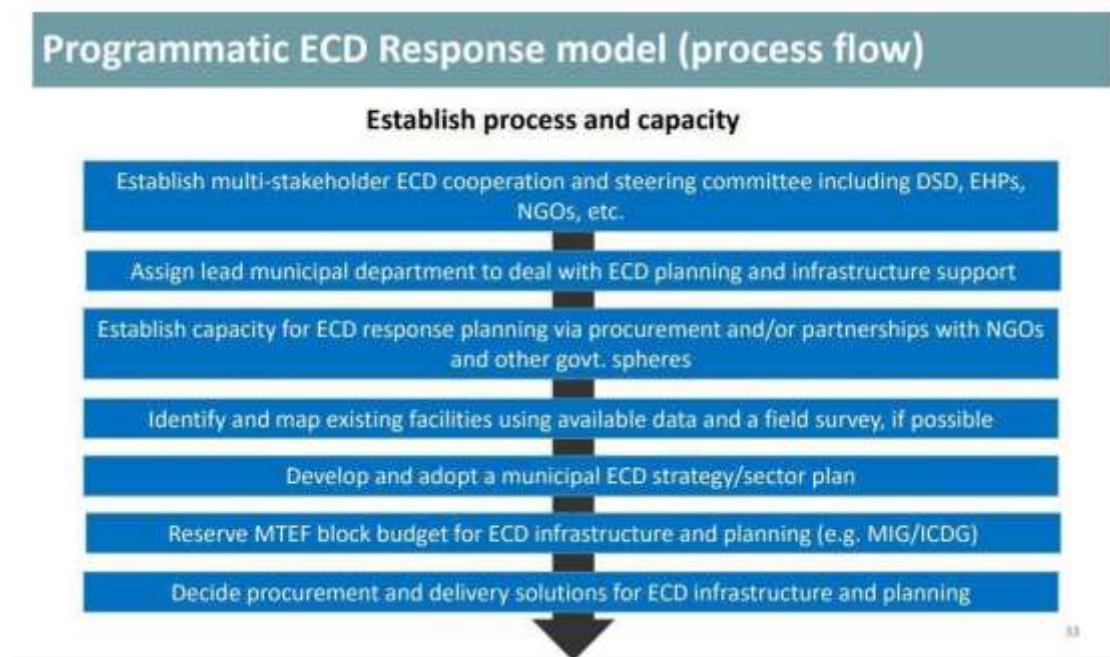 Programmatic ECD Response model (process flow)
Establish process and capacity
Establish multi-stakeholder ECD cooperation and steering committee including DSD, EHPs,
NGOs, etc.
Assign lead municipal department to deal with ECD planning and infrastructure support
Establish capacity for ECD response planning via procurement and/or partnerships with NGOs
and other govt. spheres
Identify and map existing facilities using available data and a field survey, if possible
Develop and adopt a municipal ECD strategy/sector plan
Reserve MTEF block budget for ECD infrastructure and planning (e.g. MIG/ICDG)
Decide procurement and delivery solutions for ECD infrastructure and planning
33